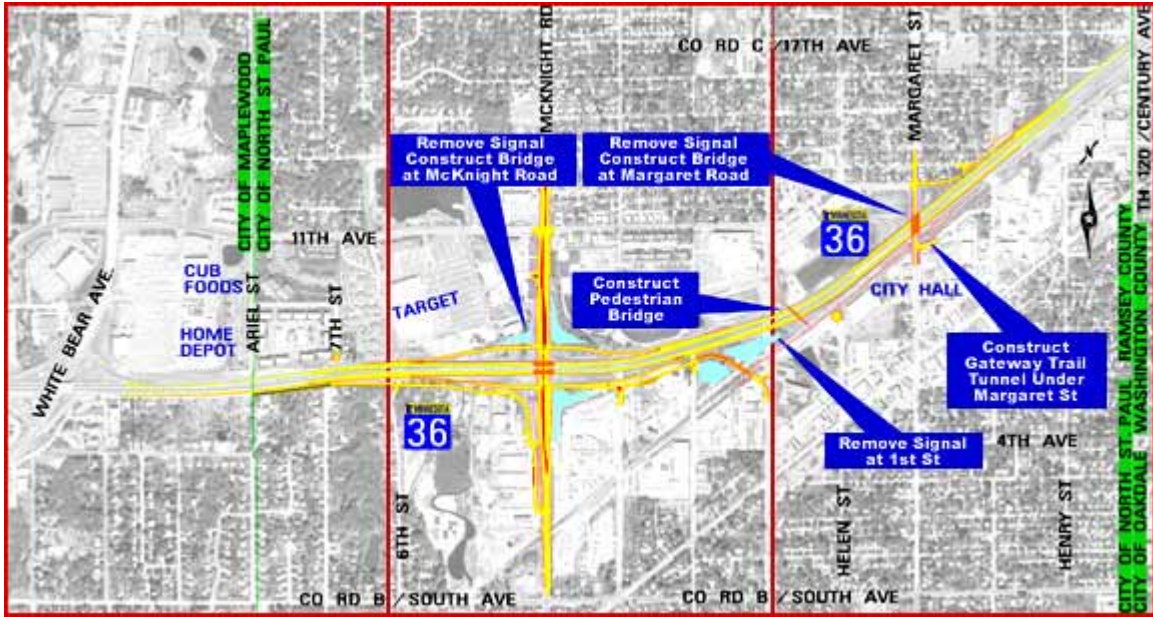 CO RD C /17TH AVE
MCKNIGHT RD
MARGARET ST
TH 120 /CENTURY AVE
CITY OF MAPLEWOOD
CITY OF NORTH ST PAUL
Remove Signal
Construct Bridge
at McKnight Road
Remove Signal
Construct Bridge
at Margaret Road
MINNESOTA
36
11TH AVE
CUB
FOODS
HOME
DEPOT
ARIEL ST
7TH ST
WHITE BEAR AVE.
TARGET
Construct
Pedestrian
Bridge
CITY HALL
Construct
Gateway Trail
Tunnel Under
Margaret St
MINNESOTA
36
Remove Signal
at 1st St
4TH AVE
6TH ST
HELEN ST
HENRY ST
CITY OF NORTH ST. PAUL RAMSEY COUNTY
CITY OF OAKDALE WASHINGTON COUNTY
CO RD B /SOUTH AVE
CO RD B /SOUTH AVE